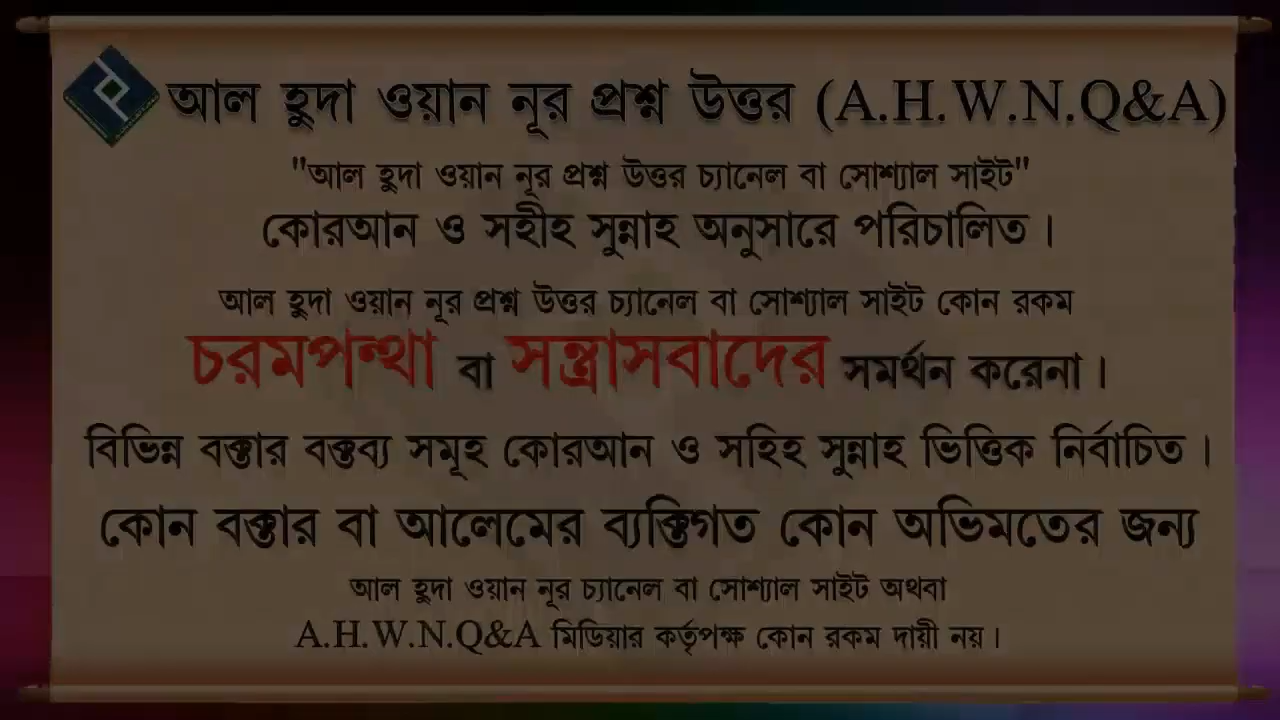 আল হুদা ওয়ান নূর প্রশ্ন উত্তর (A.H.W.N.Q&A)
"আল হুদা ওয়ান নূর প্রশ্ন উত্তর চ্যানেল বা সোশ্যাল সাইট"
কোরআন ও সহীহ সুন্নাহ অনুসারে পরিচালিত।
আল হুদা ওয়ান নূর প্রশ্ন উত্তর চ্যানেল বা সোশ্যাল সাইট কোন রকম
চরমপন্থা বা সন্ত্রাসবাদের সমর্থন করেনা।
বিভিন্ন বক্তার বক্তব্য সমূহ কোরআন ও সহিহ সুন্নাহ ভিত্তিক নির্বাচিত।
কোন বক্তার বা আলেমের ব্যক্তিগত কোন অভিমতের জন্য
আল হুদা ওয়ান নূর চ্যানেল বা সোশ্যাল সাইট অথবা
A.H.W.N.Q&A মিডিয়ার কর্তৃপক্ষ কোন রকম দায়ী নয়।